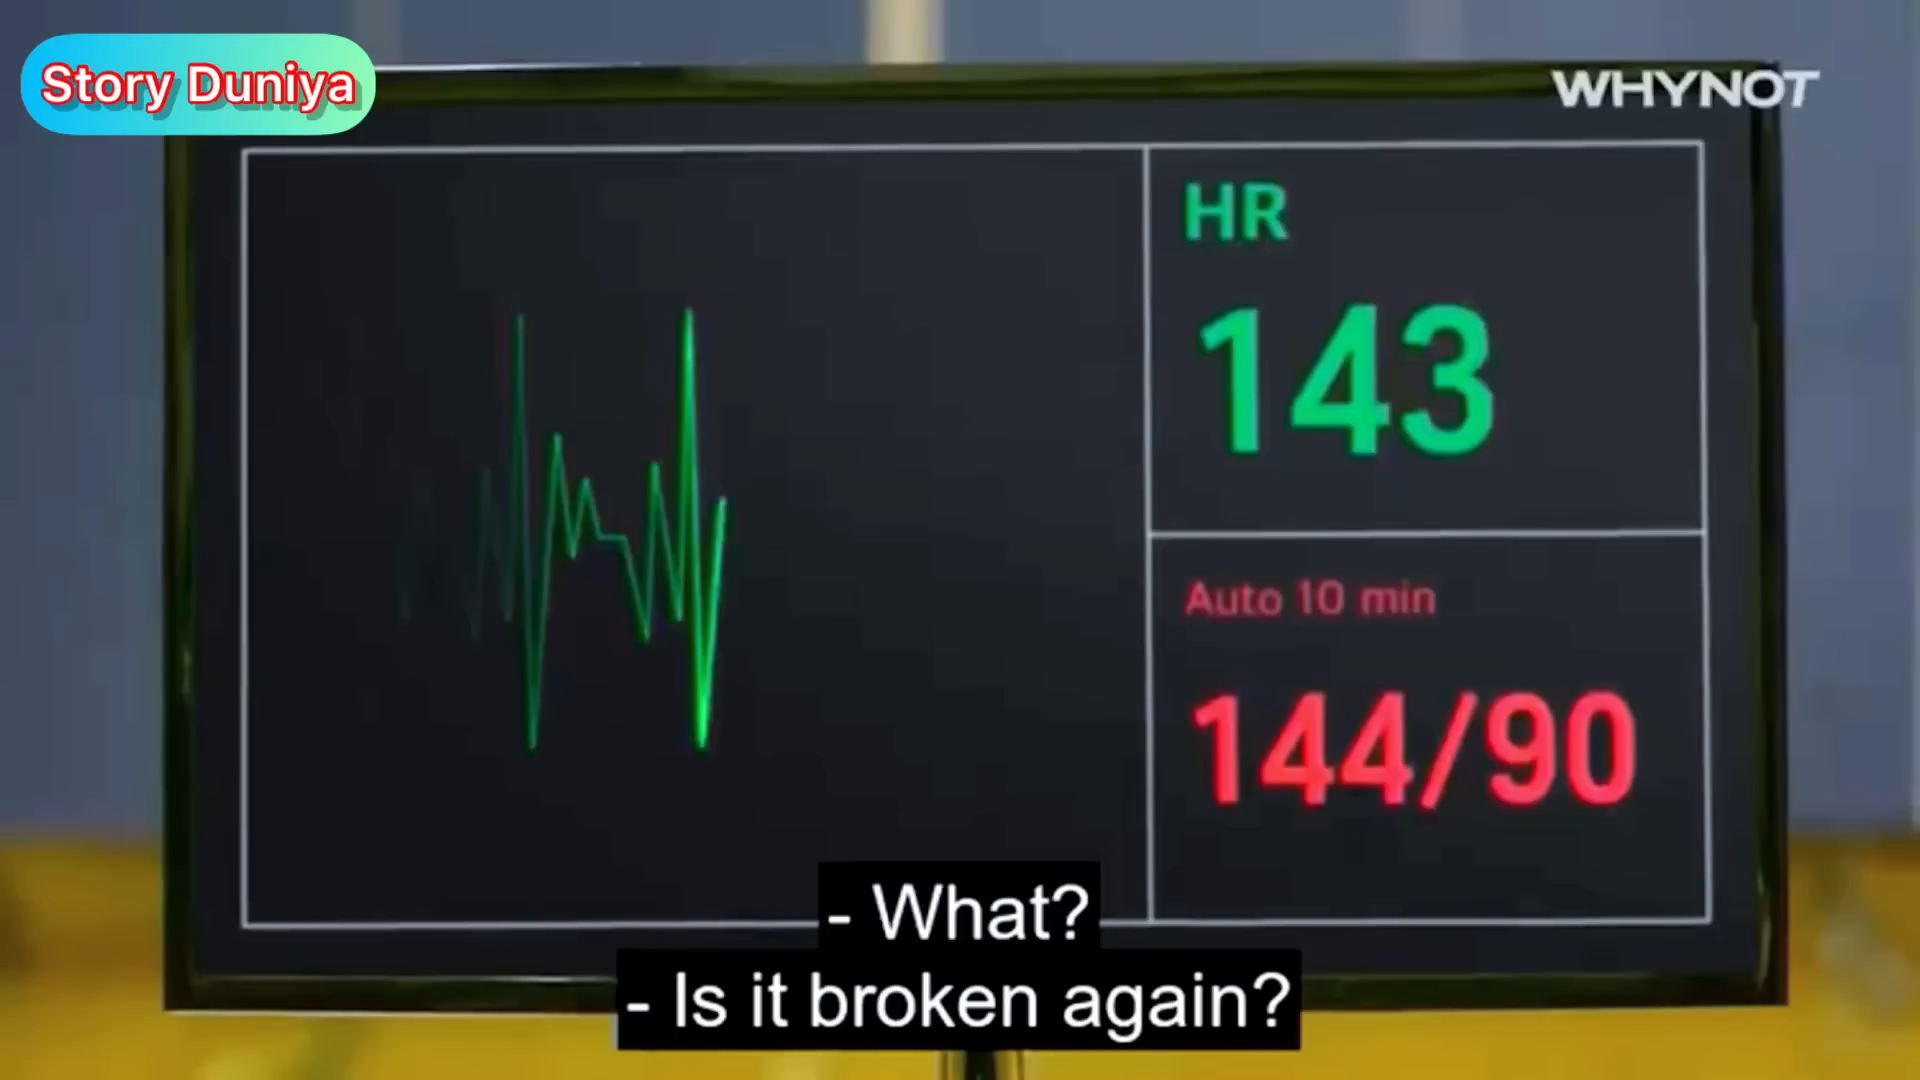 Story Duniya
WHYNOT
HR
143
Auto 10 min
144/90
- What?
- Is it broken again?